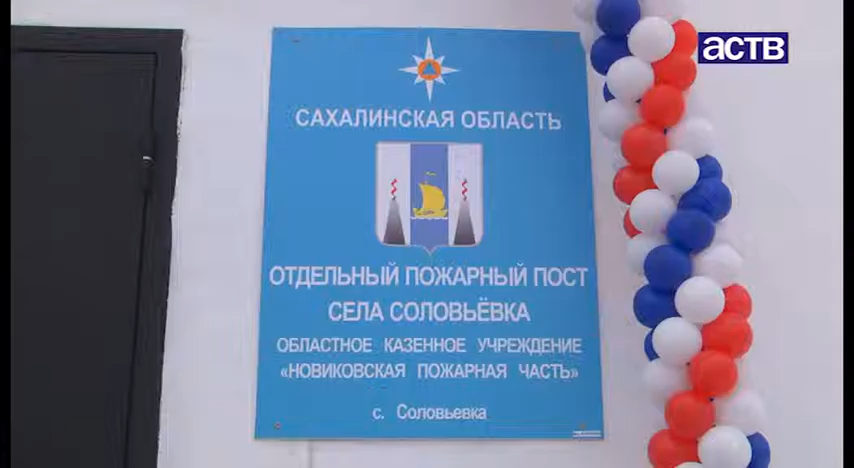 аств
САХАЛИНСКАЯ ОБЛАСТЬ
ОТДЕЛЬНЫЙ ПОЖАРНЫЙ ПОСТ
СЕЛА СОЛОВЬЁВКА
ОБЛАСТНОЕ КАЗЕННОЕ УЧРЕЖДЕНИЕ
«НОВИКОВСКАЯ ПОЖАРНАЯ ЧАСТЬ»
с. Соловьевка